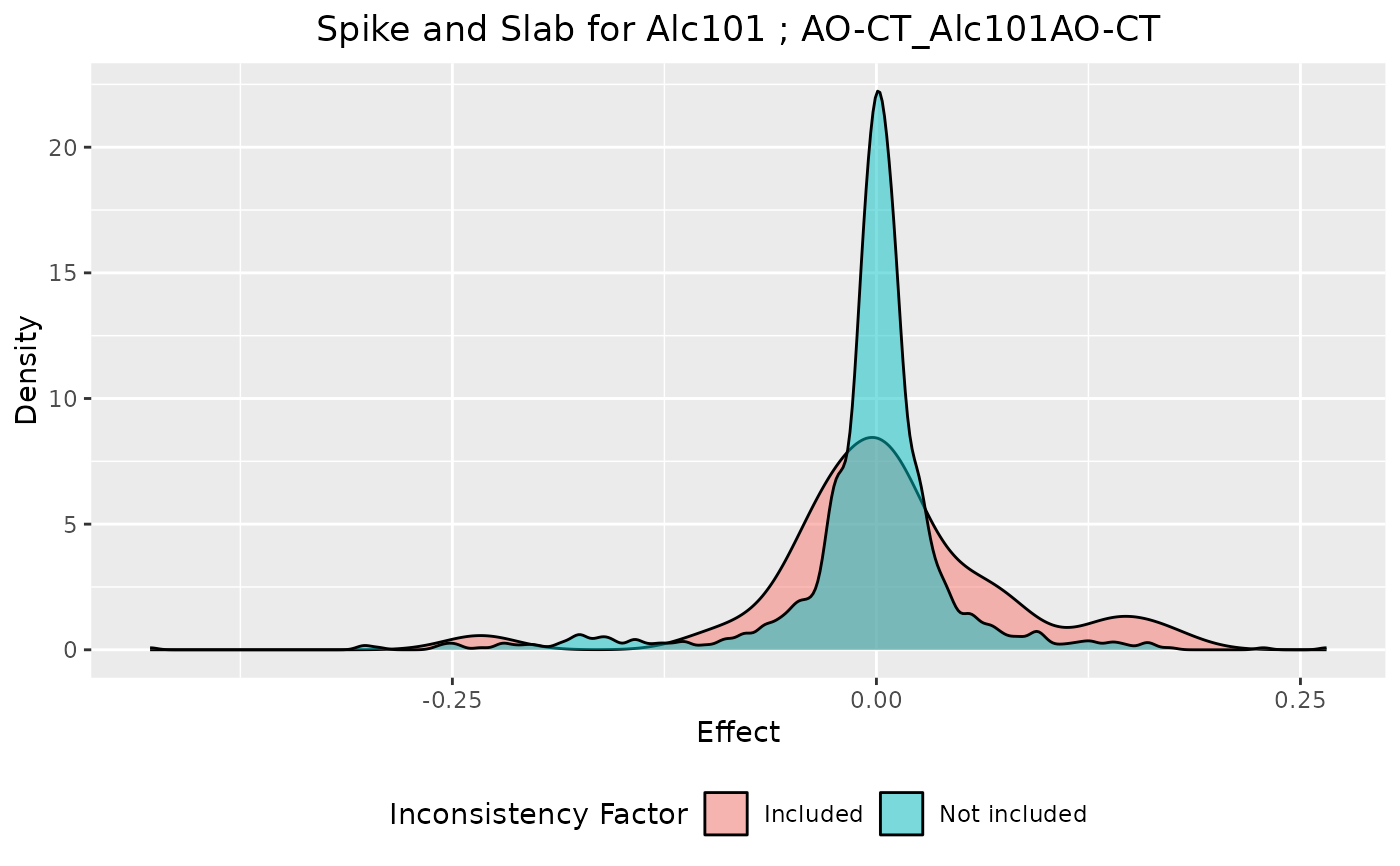 Spike and Slab for Alc101 ; AO-CT_Alc101AO-CT
Density
20
15
10
5
0
-0.25
0.00
0.25
Effect
Inconsistency Factor
Included
Not included